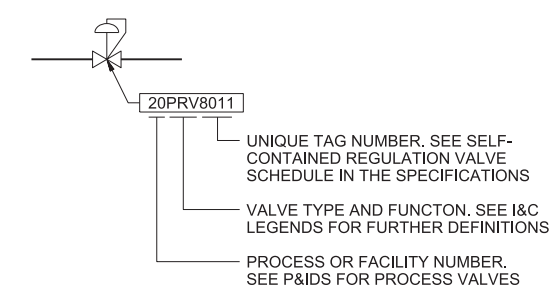 20PRV8011
UNIQUE TAG NUMBER. SEE SELF-
CONTAINED REGULATION VALVE
SCHEDULE IN THE SPECIFICATIONS
VALVE TYPE AND FUNCTON. SEE I&C
LEGENDS FOR FURTHER DEFINITIONS
PROCESS OR FACILITY NUMBER.
SEE P&IDS FOR PROCESS VALVES